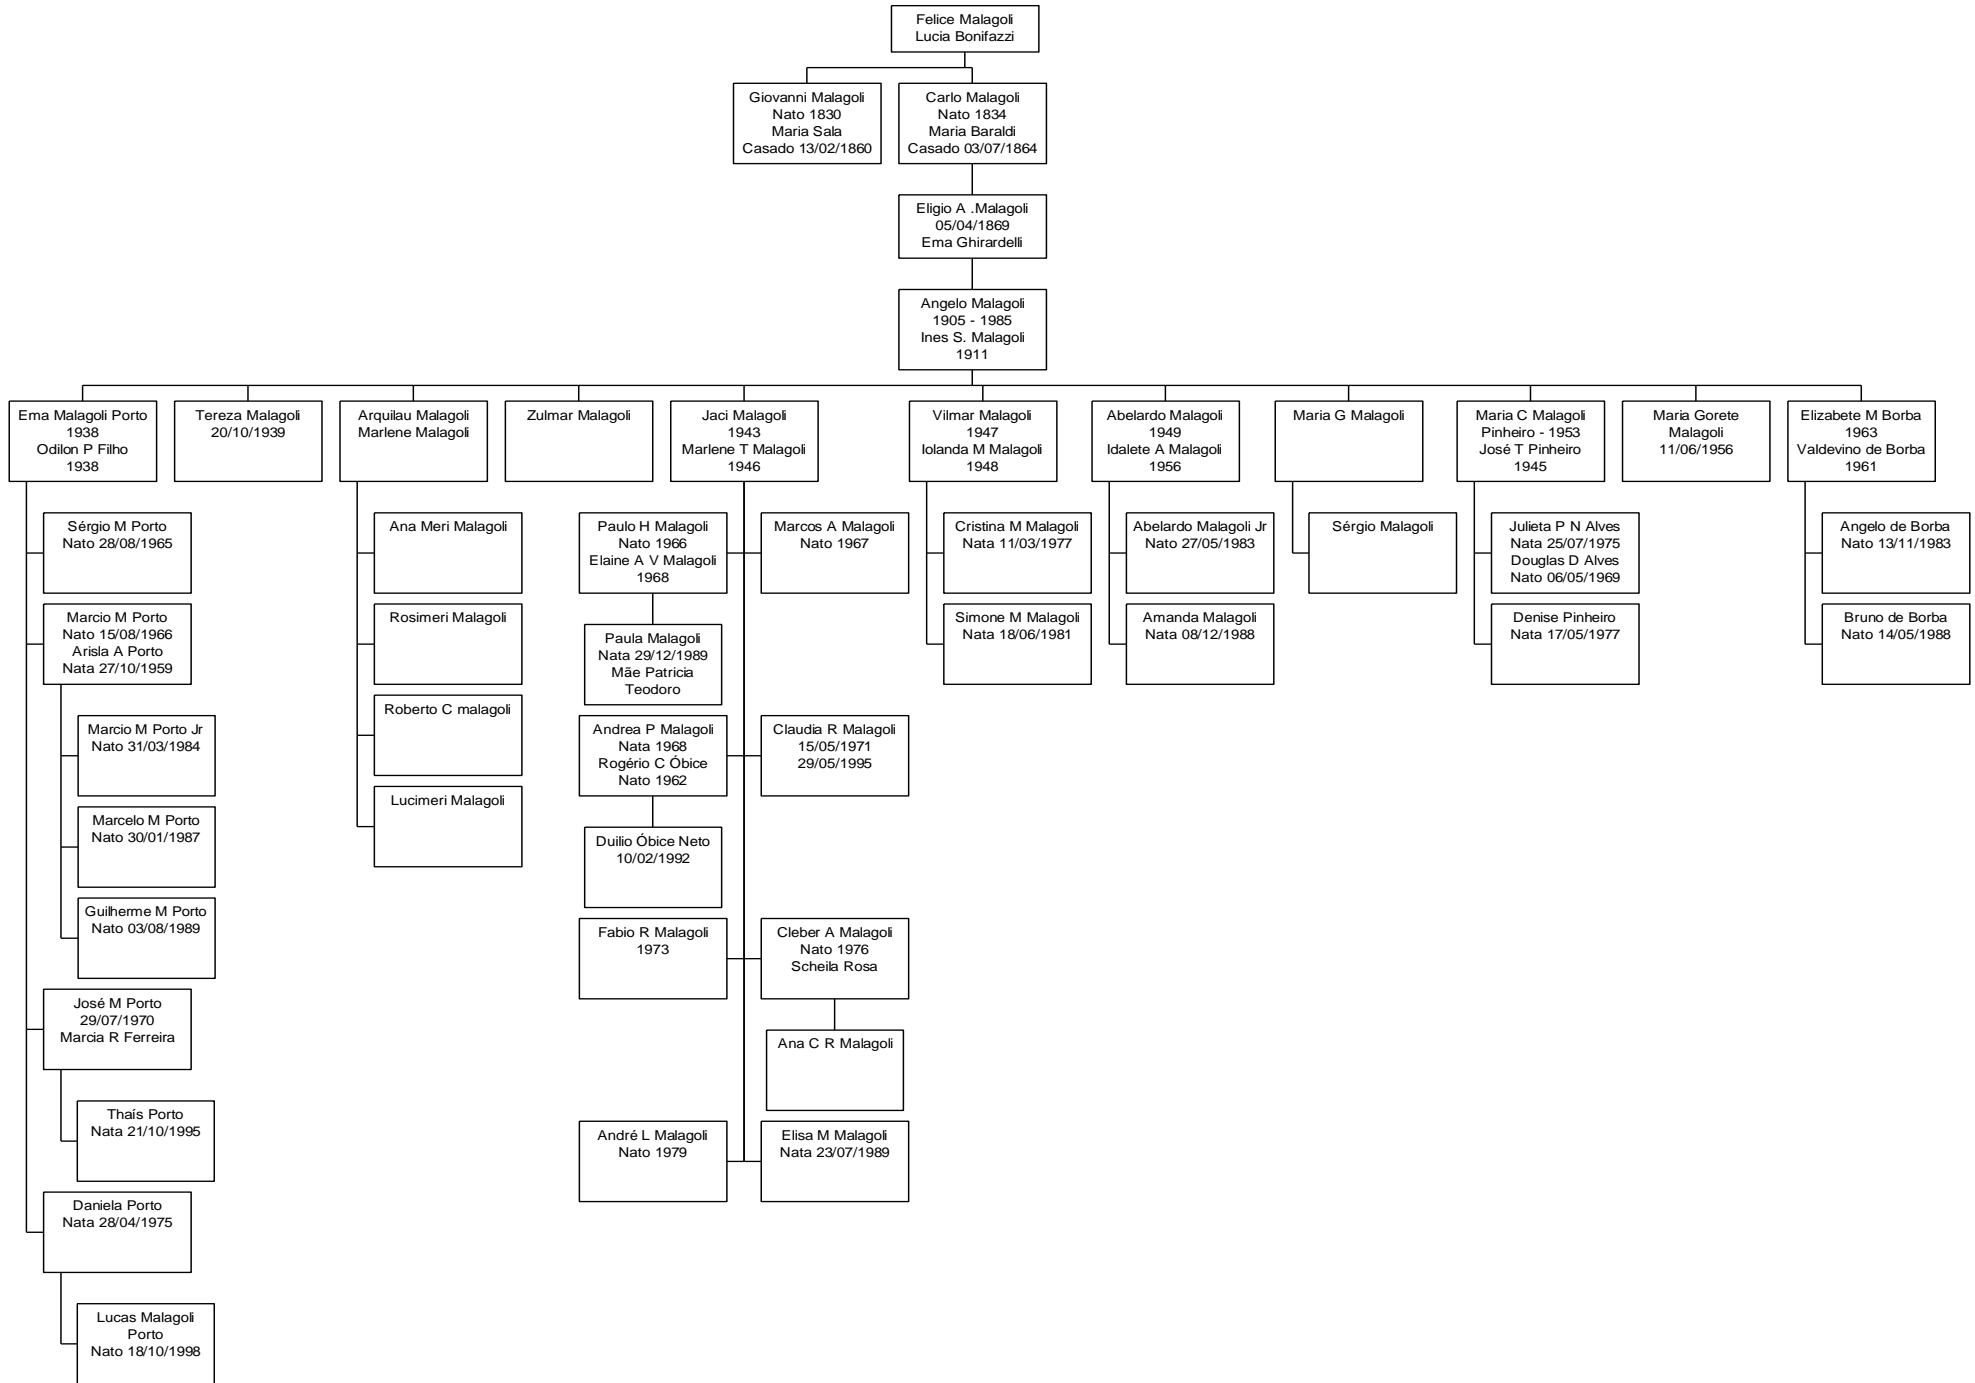 Felice Malagoli
Lucia Bonifazzi
Giovanni Malagoli
Nato 1830
Maria Sala
Casado 13/02/1860
Carlo Malagoli
Nato 1834
Maria Baraldi
Casado 03/07/1864
Eligio A .Malagoli
05/04/1869
Ema Ghirardelli
Angelo Malagoli
1905 - 1985
Ines S. Malagoli
1911
Ema Malagoli Porto
1938
Odilon P Filho
1938
Tereza Malagoli
20/10/1939
Arquilau Malagoli
Marlene Malagoli
Zulmar Malagoli
Jaci Malagoli
1943
Marlene T Malagoli
1946
Vilmar Malagoli
1947
Iolanda M Malagoli
1948
Abelardo Malagoli
1949
Idalete A Malagoli
1956
Maria G Malagoli
Maria C Malagoli
Pinheiro - 1953
José T Pinheiro
1945
Maria Gorete
Malagoli
11/06/1956
Elizabete M Borba
1963
Valdevino de Borba
1961
Sérgio M Porto
Nato 28/08/1965
Marcio M Porto
Nato 15/08/1966
Arisla A Porto
Nata 27/10/1959
Marcio M Porto Jr
Nato 31/03/1984
Marcelo M Porto
Nato 30/01/1987
Guilherme M Porto
Nato 03/08/1989
José M Porto
29/07/1970
Marcia R Ferreira
Thaís Porto
Nata 21/10/1995
Daniela Porto
Nata 28/04/1975
Lucas Malagoli
Porto
Nato 18/10/1998
Ana Meri Malagoli
Rosimeri Malagoli
Roberto C malagoli
Lucimeri Malagoli
Paulo H Malagoli
Nato 1966
Elaine A V Malagoli
1968
Marcos A Malagoli
Nato 1967
Paula Malagoli
Nata 29/12/1989
Mãe Patricia
Teodoro
Andrea P Malagoli
Nata 1968
Rogério C Óbice
Nato 1962
Claudia R Malagoli
15/05/1971
29/05/1995
Duilio Óbice Neto
10/02/1992
Fabio R Malagoli
1973
Cleber A Malagoli
Nato 1976
Scheila Rosa
Ana C R Malagoli
André L Malagoli
Nato 1979
Elisa M Malagoli
Nata 23/07/1989
Cristina M Malagoli
Nata 11/03/1977
Simone M Malagoli
Nata 18/06/1981
Abelardo Malagoli Jr
Nato 27/05/1983
Amanda Malagoli
Nata 08/12/1988
Sérgio Malagoli
Julieta P N Alves
Nata 25/07/1975
Douglas D Alves
Nato 06/05/1969
Denise Pinheiro
Nata 17/05/1977
Angelo de Borba
Nato 13/11/1983
Bruno de Borba
Nato 14/05/1988